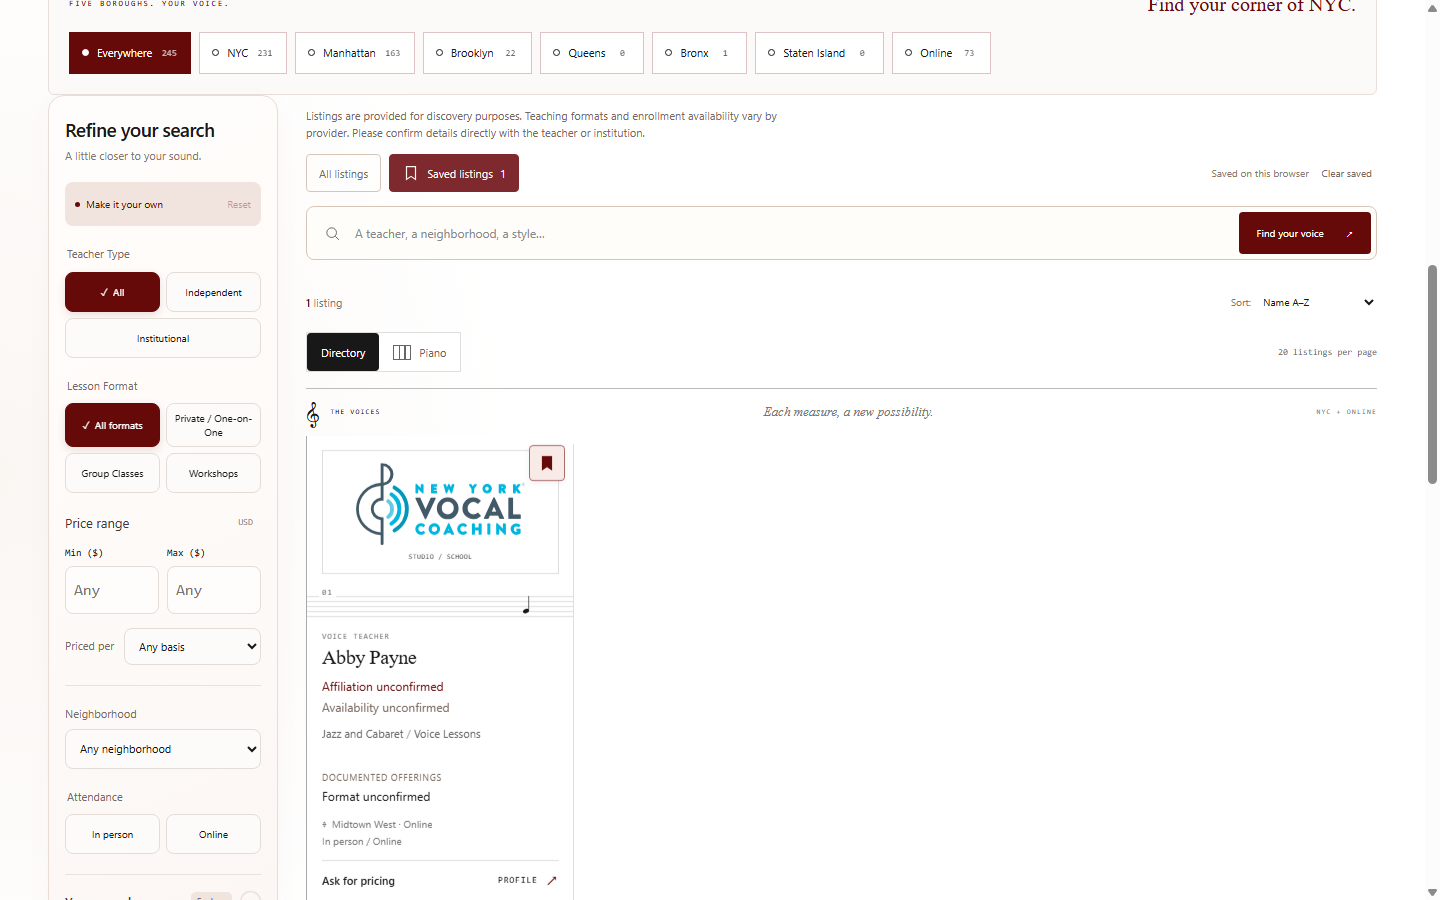 FIVE BOROUGHS. YOUR VOICE.
Find your corner of NYC.
Everywhere 245
NYC 231
Manhattan 163
Brooklyn 22
Queens 0
Bronx 1
Staten Island 0
Online 73
Refine your search
A little closer to your sound.
Make it your own
Reset
Teacher Type
✓ All
Independent
Institutional
Lesson Format
✓ All formats
Private / One-on-
One
Group Classes
Workshops
Price range
USD
Min ($)
Max ($)
Any
Any
Priced per
Any basis
Neighborhood
Any neighborhood
Attendance
In person
Online
Listings are provided for discovery purposes. Teaching formats and enrollment availability vary by
provider. Please confirm details directly with the teacher or institution.
All listings
Saved listings 1
Saved on this browser
Clear saved
A teacher, a neighborhood, a style...
Find your voice ↗
1 listing
Sort: Name A–Z
Directory
Piano
20 listings per page
THE VOICES
Each measure, a new possibility.
NYC + ONLINE
NEW YORK
VOCAL
COACHING
STUDIO / SCHOOL
01
VOICE TEACHER
Abby Payne
Affiliation unconfirmed
Availability unconfirmed
Jazz and Cabaret / Voice Lessons
DOCUMENTED OFFERINGS
Format unconfirmed
Midtown West · Online
In person / Online
Ask for pricing
PROFILE ↗